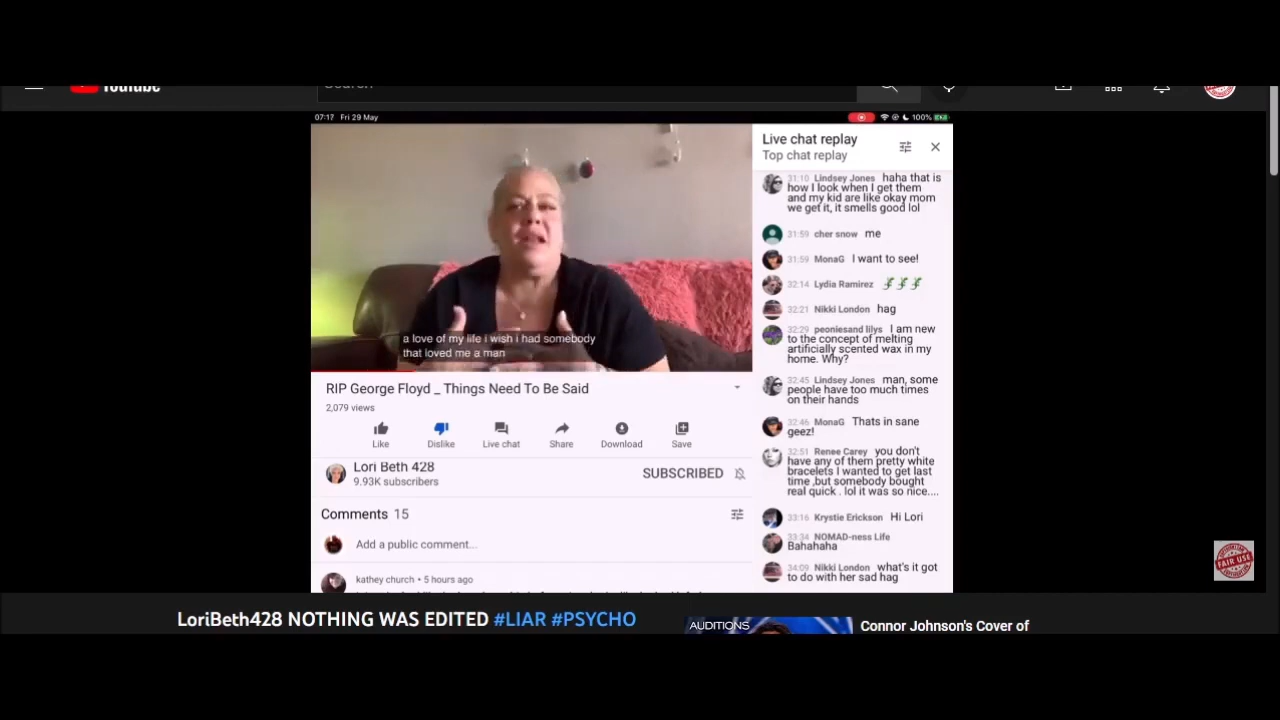 YouTube
Search
07:17 Fri 29 May
100%
Live chat replay
Top chat replay
31:10 Lindsey Jones haha that is
how I look when I get them
and my kid are like okay mom
we get it, it smells good lol
31:59 cher snow me
31:59 MonaG I want to see!
32:14 Lydia Ramirez
32:21 Nikki London hag
32:29 peoniesand lilys I am new
to the concept of melting
artificially scented wax in my
home. Why?
32:45 Lindsey Jones man, some
people have too much times
on their hands
32:46 MonaG Thats in sane
geez!
32:51 Renee Carey you don't
have any of them pretty white
bracelets I wanted to get last
time ,but somebody bought
real quick . lol it was so nice....
33:16 Krystie Erickson Hi Lori
33:34 NOMAD-ness Life
Bahahaha
34:09 Nikki London what's it got
to do with her sad hag
a love of my life i wish i had somebody
that loved me a man
RIP George Floyd _ Things Need To Be Said
2,079 views
Like Dislike Live chat Share Download Save
Lori Beth 428
9.93K subscribers
SUBSCRIBED
Comments 15
Add a public comment...
kathey church • 5 hours ago
FAIR USE
LoriBeth428 NOTHING WAS EDITED #LIAR #PSYCHO
AUDITIONS
Connor Johnson's Cover of